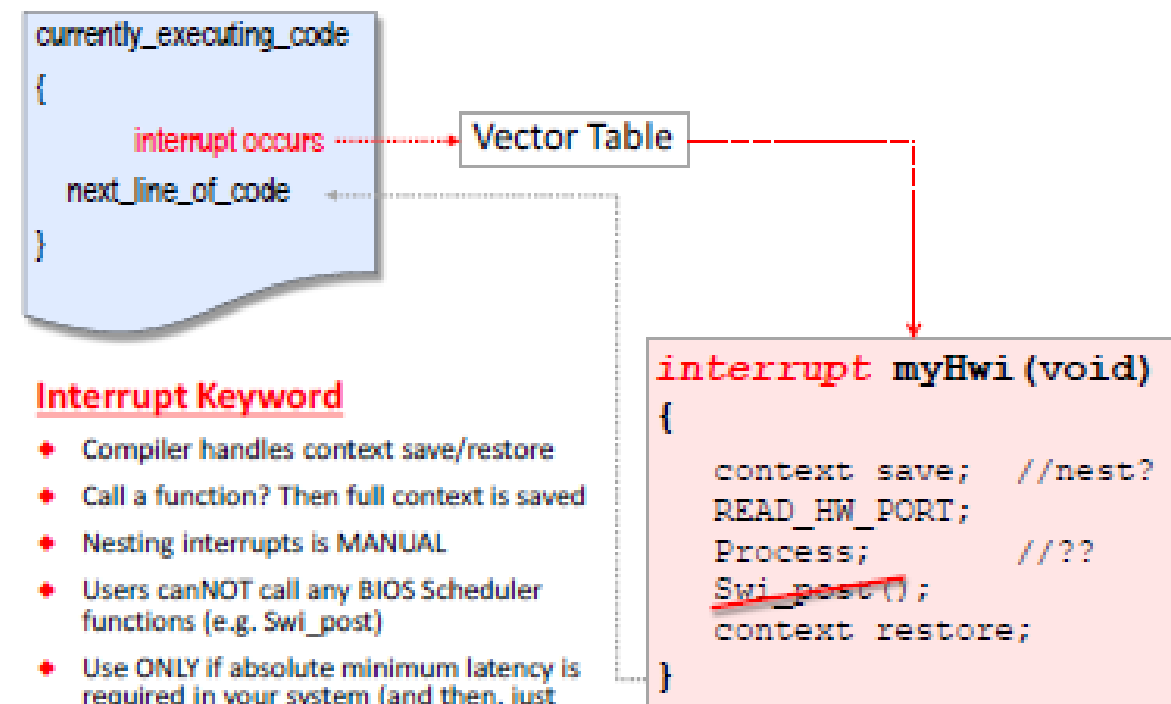 currently_executing_code
{
interrupt occurs
Vector Table
next_line_of_code
}
Interrupt Keyword
Compiler handles context save/restore
Call a function? Then full context is saved
Nesting interrupts is MANUAL
Users canNOT call any BIOS Scheduler
functions (e.g. Swi_post)
Use ONLY if absolute minimum latency is
required in your system (and then, just
interrupt myHwi(void)
{
context save; //nest?
READ_HW_PORT;
Process; //??
Swi_post();
context restore;
}